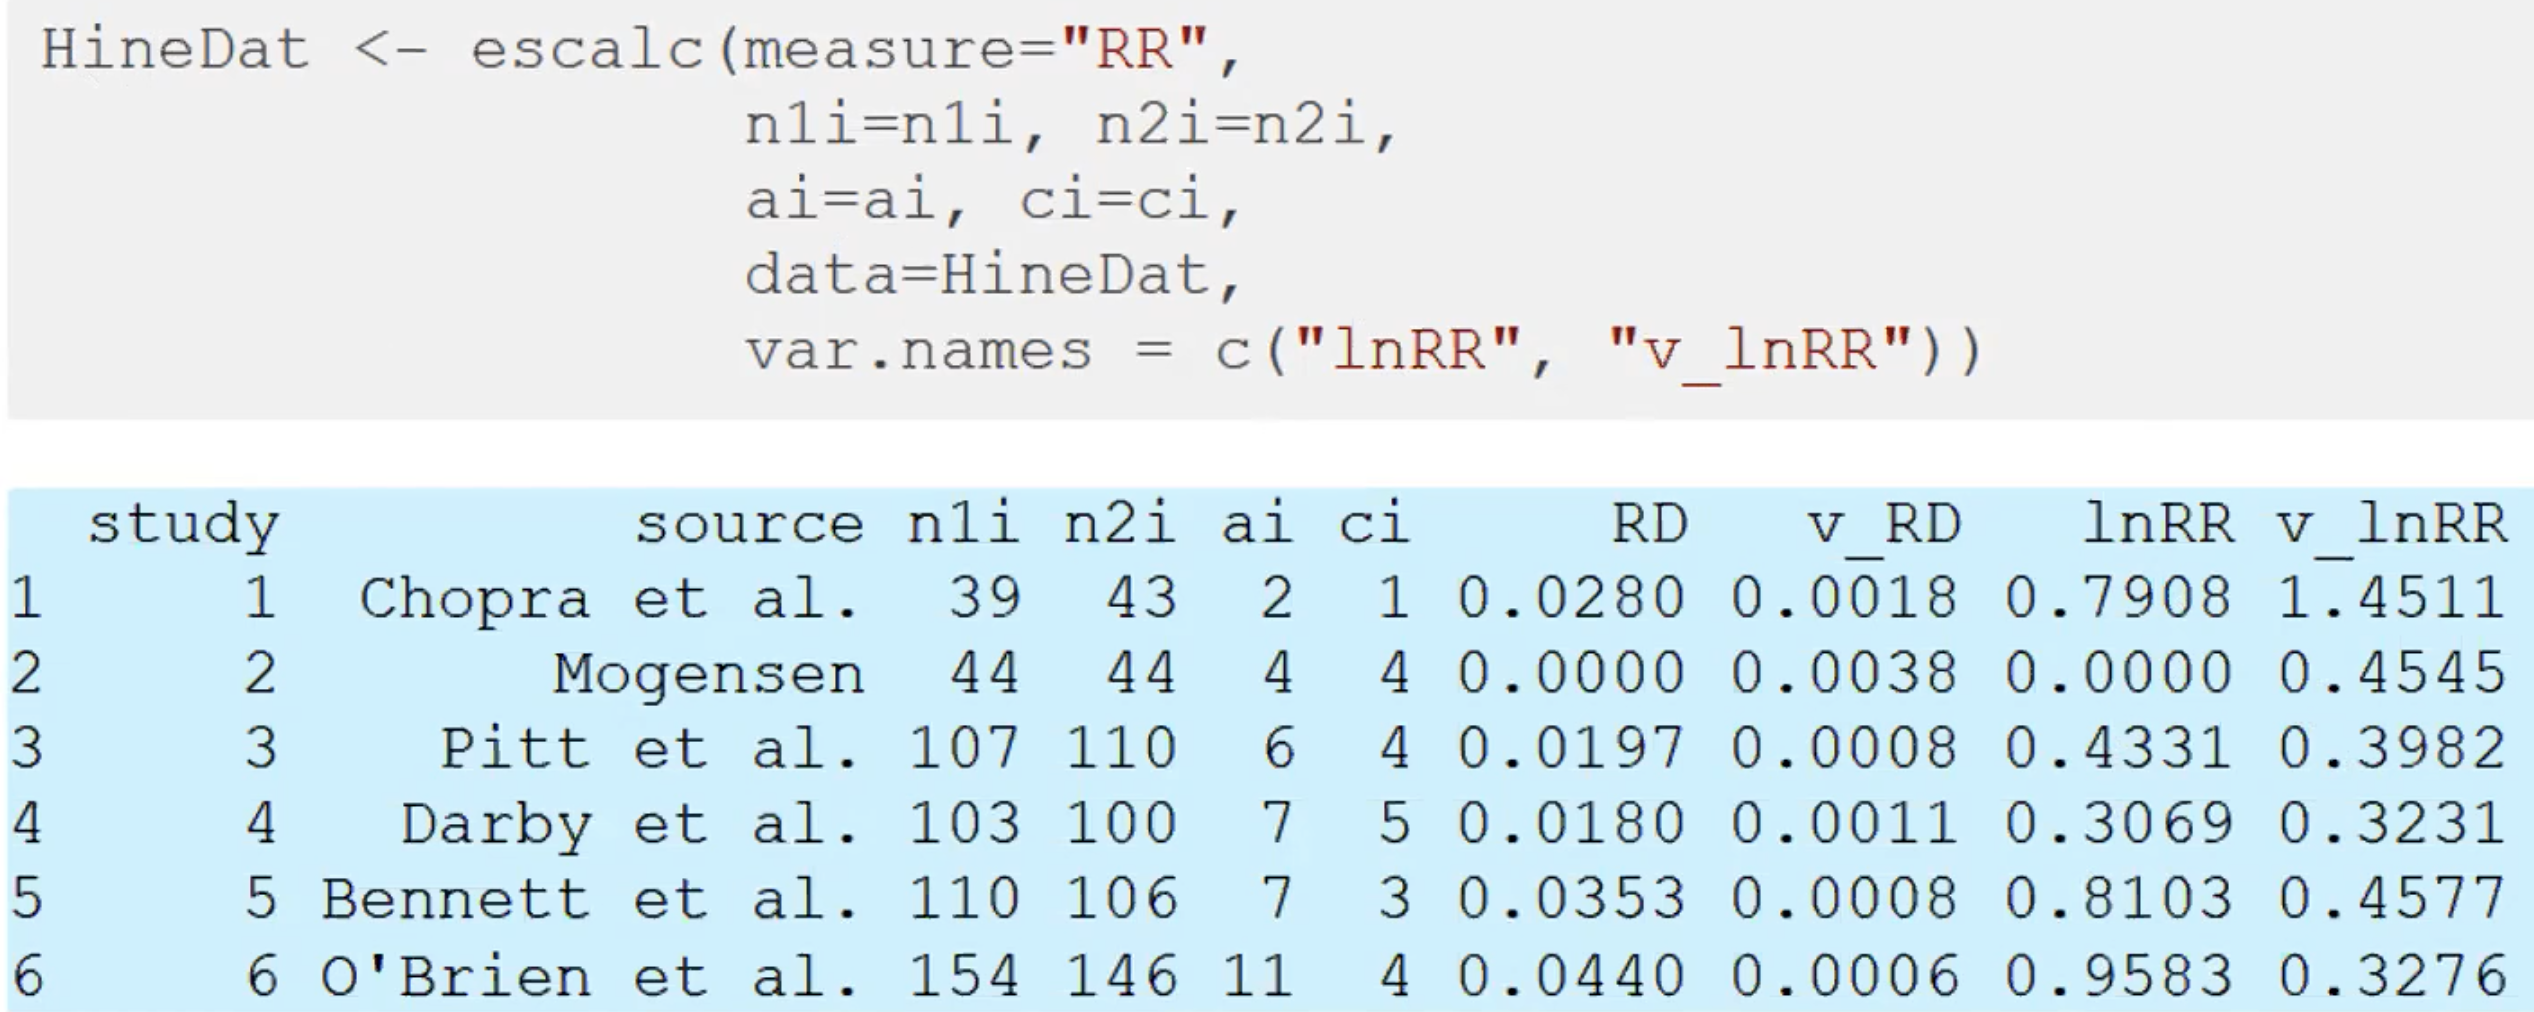 HineDat <- escalc(measure="RR",
n1i=n1i, n2i=n2i,
ai=ai, ci=ci,
data=HineDat,
var.names = c("lnRR", "v_lnRR"))
study source n1i n2i ai ci RD v_RD lnRR v_lnRR
1 1 Chopra et al. 39 43 2 1 0.0280 0.0018 0.7908 1.4511
2 2 Mogensen 44 44 4 4 0.0000 0.0038 0.0000 0.4545
3 3 Pitt et al. 107 110 6 4 0.0197 0.0008 0.4331 0.3982
4 4 Darby et al. 103 100 7 5 0.0180 0.0011 0.3069 0.3231
5 5 Bennett et al. 110 106 7 3 0.0353 0.0008 0.8103 0.4577
6 6 O'Brien et al. 154 146 11 4 0.0440 0.0006 0.9583 0.3276